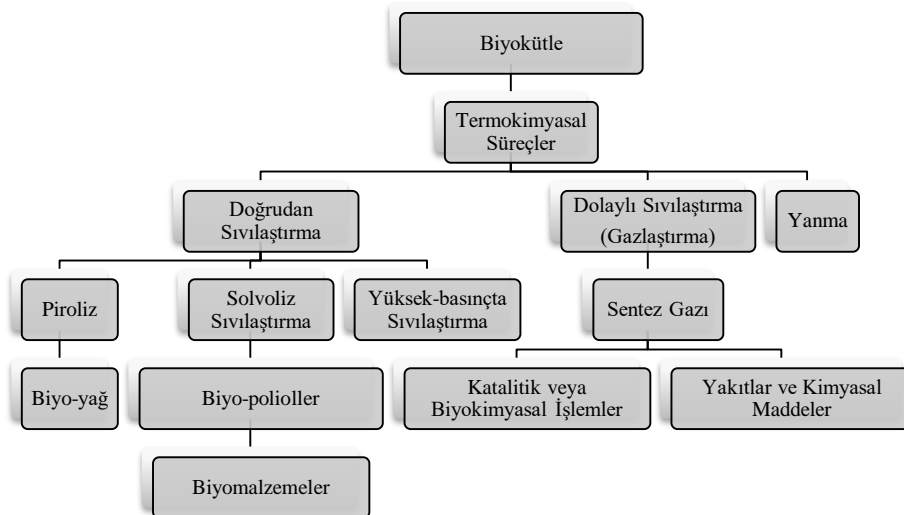 Biyokütle
Termokimyasal
Süreçler
Doğrudan
Sıvılaştırma
Dolaylı Sıvılaştırma
(Gazlaştırma)
Yanma
Piroliz
Solvoliz
Sıvılaştırma
Yüksek-basınçta
Sıvılaştırma
Sentez Gazı
Biyo-yağ
Biyo-polioller
Katalitik veya
Biyokimyasal İşlemler
Yakıtlar ve Kimyasal
Maddeler
Biyomalzemeler